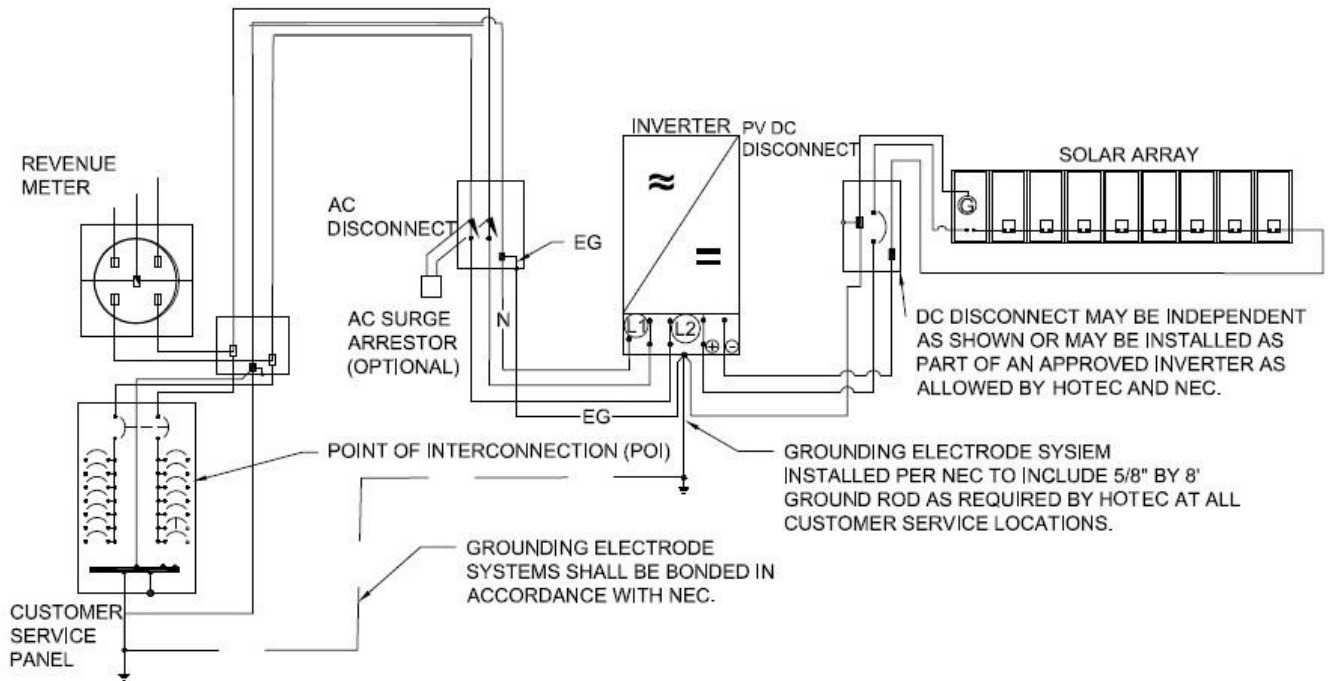 REVENUE
METER
AC
DISCONNECT
EG
AC SURGE
ARRESTOR
(OPTIONAL)
N
INVERTER
≈
=
L1
L2
+
-
PV DC
DISCONNECT
SOLAR ARRAY
G
DC DISCONNECT MAY BE INDEPENDENT
AS SHOWN OR MAY BE INSTALLED AS
PART OF AN APPROVED INVERTER AS
ALLOWED BY HOTEC AND NEC.
EG
POINT OF INTERCONNECTION (POI)
GROUNDING ELECTRODE SYSIEM
INSTALLED PER NEC TO INCLUDE 5/8" BY 8'
GROUND ROD AS REQUIRED BY HOTEC AT ALL
CUSTOMER SERVICE LOCATIONS.
GROUNDING ELECTRODE
SYSTEMS SHALL BE BONDED IN
ACCORDANCE WITH NEC.
CUSTOMER
SERVICE
PANEL